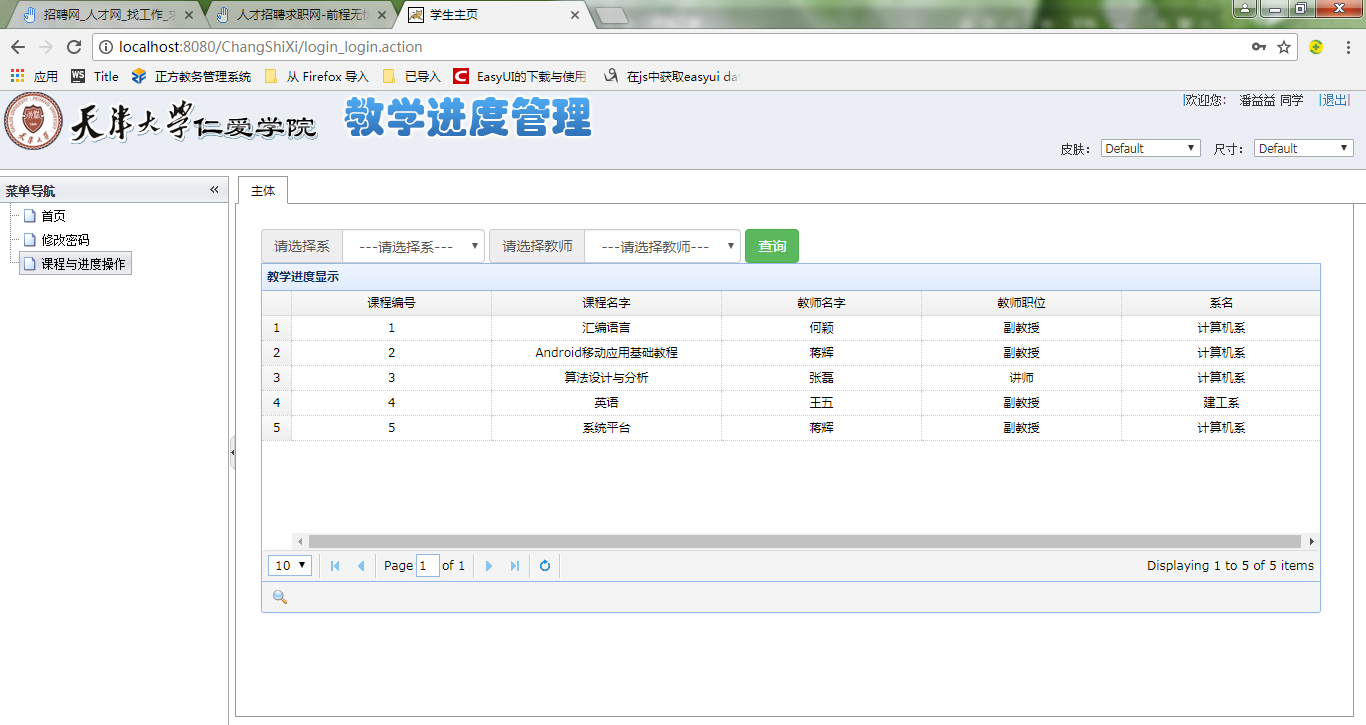 招聘网_人才网_找工作_求
人才招聘求职网-前程无忧
学生主页
localhost:8080/ChangShiXi/login_login.action
应用 WS Title 正方教务管理系统 从 Firefox 导入 已导入 C EasyUI的下载与使用 在js中获取easyui dat
天津大学仁爱学院 教学进度管理
|欢迎您： 潘益益 同学 |退出|
皮肤： Default 尺寸： Default
菜单导航
首页
修改密码
课程与进度操作
主体
请选择系 ---请选择系--- 请选择教师 ---请选择教师--- 查询
教学进度显示
课程编号 课程名字 教师名字 教师职位 系名
1 1 汇编语言 何颖 副教授 计算机系
2 2 Android移动应用基础教程 蒋辉 副教授 计算机系
3 3 算法设计与分析 张磊 讲师 计算机系
4 4 英语 王五 副教授 建工系
5 5 系统平台 蒋辉 副教授 计算机系
10 Page 1 of 1 Displaying 1 to 5 of 5 items